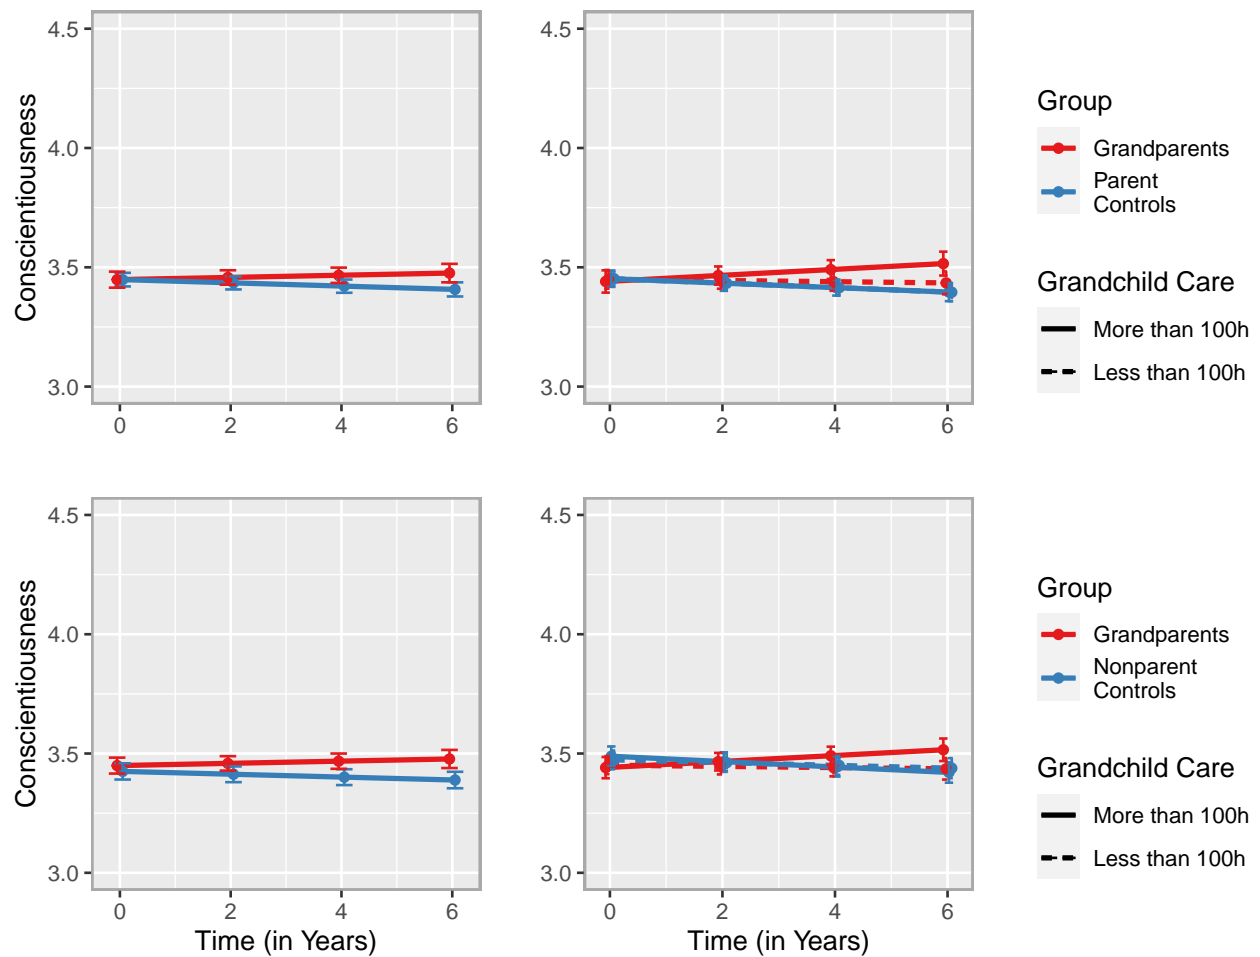 4.5
4.0
3.5
3.0
Conscientiousness
0 2 4 6
4.5
4.0
3.5
3.0
0 2 4 6
Group
Grandparents
Parent
Controls
Grandchild Care
More than 100h
Less than 100h
4.5
4.0
3.5
3.0
Conscientiousness
0 2 4 6
Time (in Years)
4.5
4.0
3.5
3.0
0 2 4 6
Time (in Years)
Group
Grandparents
Nonparent
Controls
Grandchild Care
More than 100h
Less than 100h